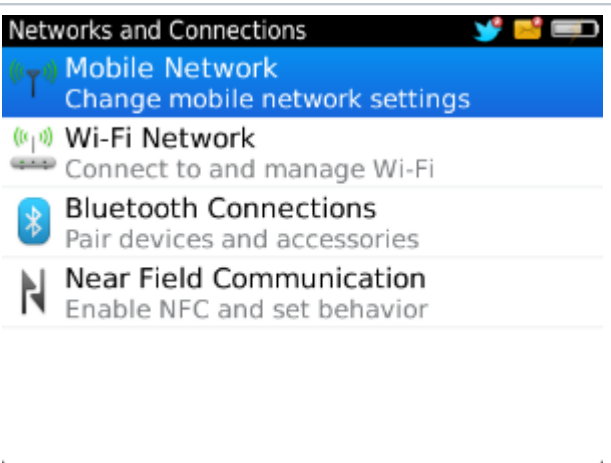 Networks and Connections
Mobile Network
Change mobile network settings
Wi-Fi Network
Connect to and manage Wi-Fi
Bluetooth Connections
Pair devices and accessories
Near Field Communication
Enable NFC and set behavior